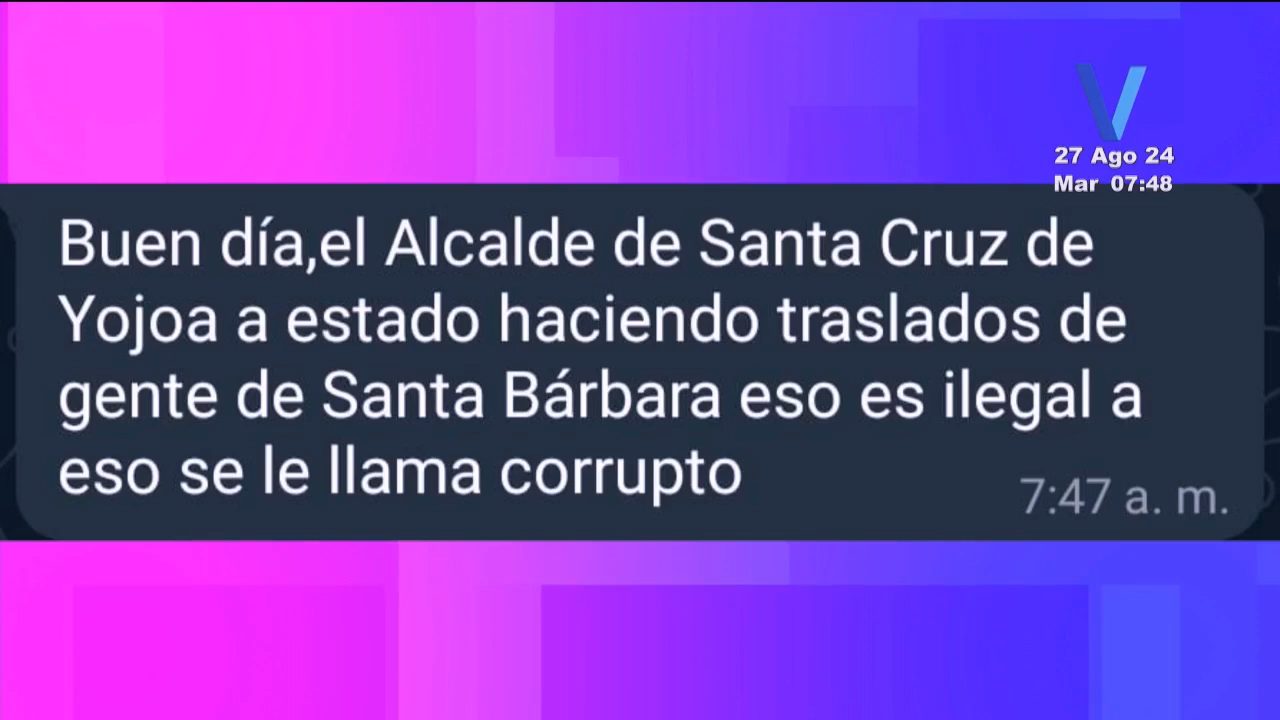 V
27 Ago 24
Mar 07:48
Buen día,el Alcalde de Santa Cruz de
Yojoa a estado haciendo traslados de
gente de Santa Bárbara eso es ilegal a
eso se le llama corrupto
7:47 a. m.